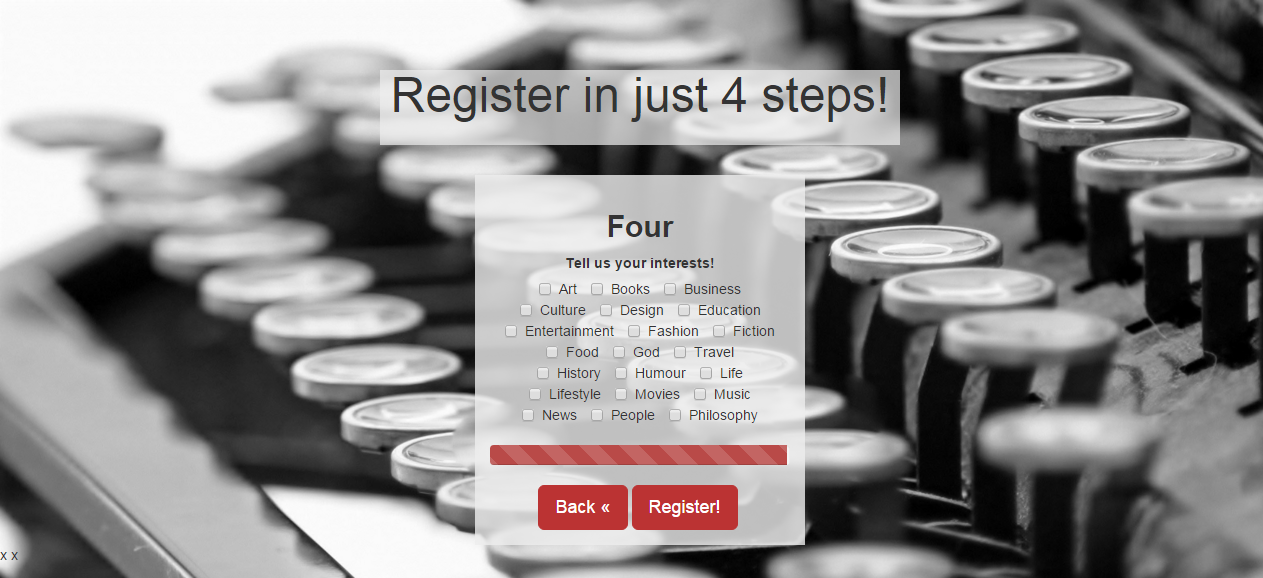 Register in just 4 steps!
Four
Tell us your interests!
Art Books Business
Culture Design Education
Entertainment Fashion Fiction
Food God Travel
History Humour Life
Lifestyle Movies Music
News People Philosophy
Back « Register!
x x